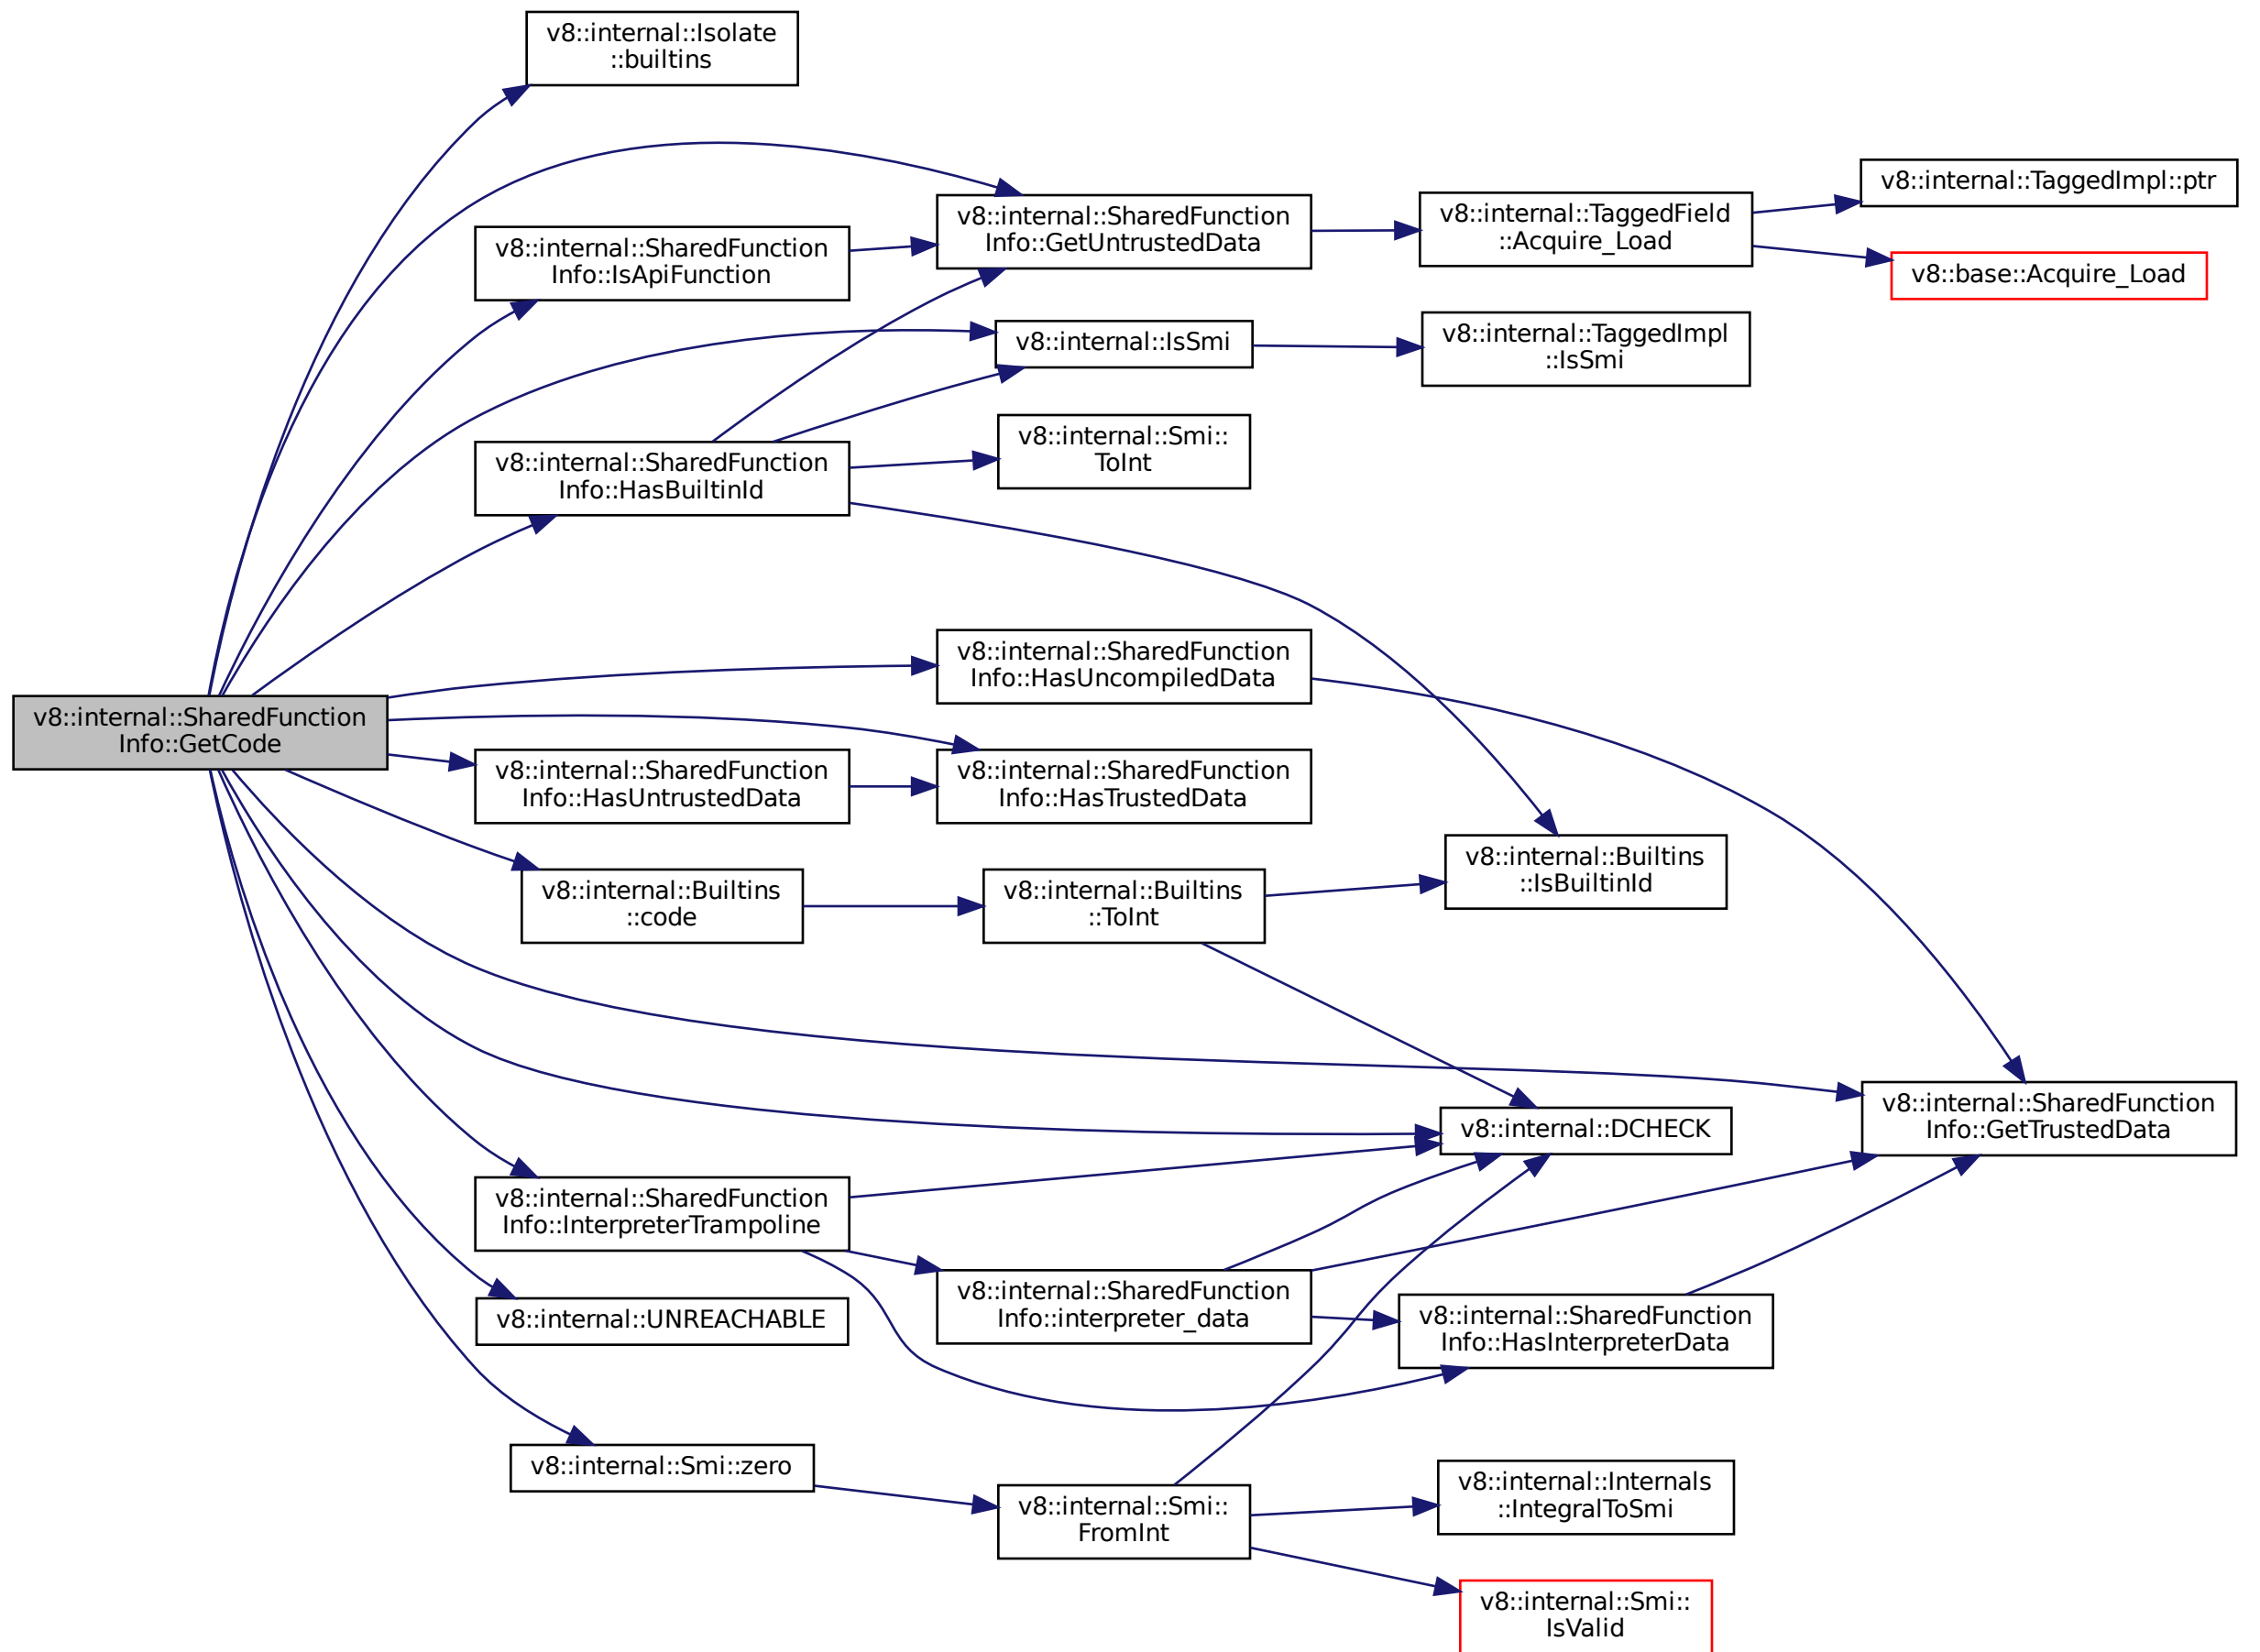 v8::internal::Isolate
::builtins
v8::internal::TaggedImpl::ptr
v8::internal::SharedFunction
Info::GetUntrustedData
v8::internal::TaggedField
::Acquire_Load
v8::internal::SharedFunction
Info::IsApiFunction
v8::base::Acquire_Load
v8::internal::IsSmi
v8::internal::TaggedImpl
::IsSmi
v8::internal::Smi::
ToInt
v8::internal::SharedFunction
Info::HasBuiltinId
v8::internal::SharedFunction
Info::HasUncompiledData
v8::internal::SharedFunction
Info::GetCode
v8::internal::SharedFunction
Info::HasUntrustedData
v8::internal::SharedFunction
Info::HasTrustedData
v8::internal::Builtins
::IsBuiltinId
v8::internal::Builtins
::code
v8::internal::Builtins
::ToInt
v8::internal::SharedFunction
Info::GetTrustedData
v8::internal::DCHECK
v8::internal::SharedFunction
Info::InterpreterTrampoline
v8::internal::SharedFunction
Info::interpreter_data
v8::internal::UNREACHABLE
v8::internal::SharedFunction
Info::HasInterpreterData
v8::internal::Smi::zero
v8::internal::Smi::
FromInt
v8::internal::Internals
::IntegralToSmi
v8::internal::Smi::
IsValid